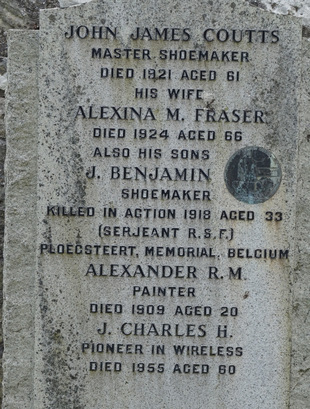 JOHN JAMES COUTTS
MASTER SHOEMAKER
DIED 1921 AGED 61
HIS WIFE
ALEXINA M. FRASER
DIED 1924 AGED 66
ALSO HIS SONS
J. BENJAMIN
SHOEMAKER
KILLED IN ACTION 1918 AGED 33
(SERJEANT R.S.F.)
PLOEGSTEERT, MEMORIAL, BELGIUM
ALEXANDER R.M.
PAINTER
DIED 1909 AGED 20
J. CHARLES H.
PIONEER IN WIRELESS
DIED 1955 AGED 60